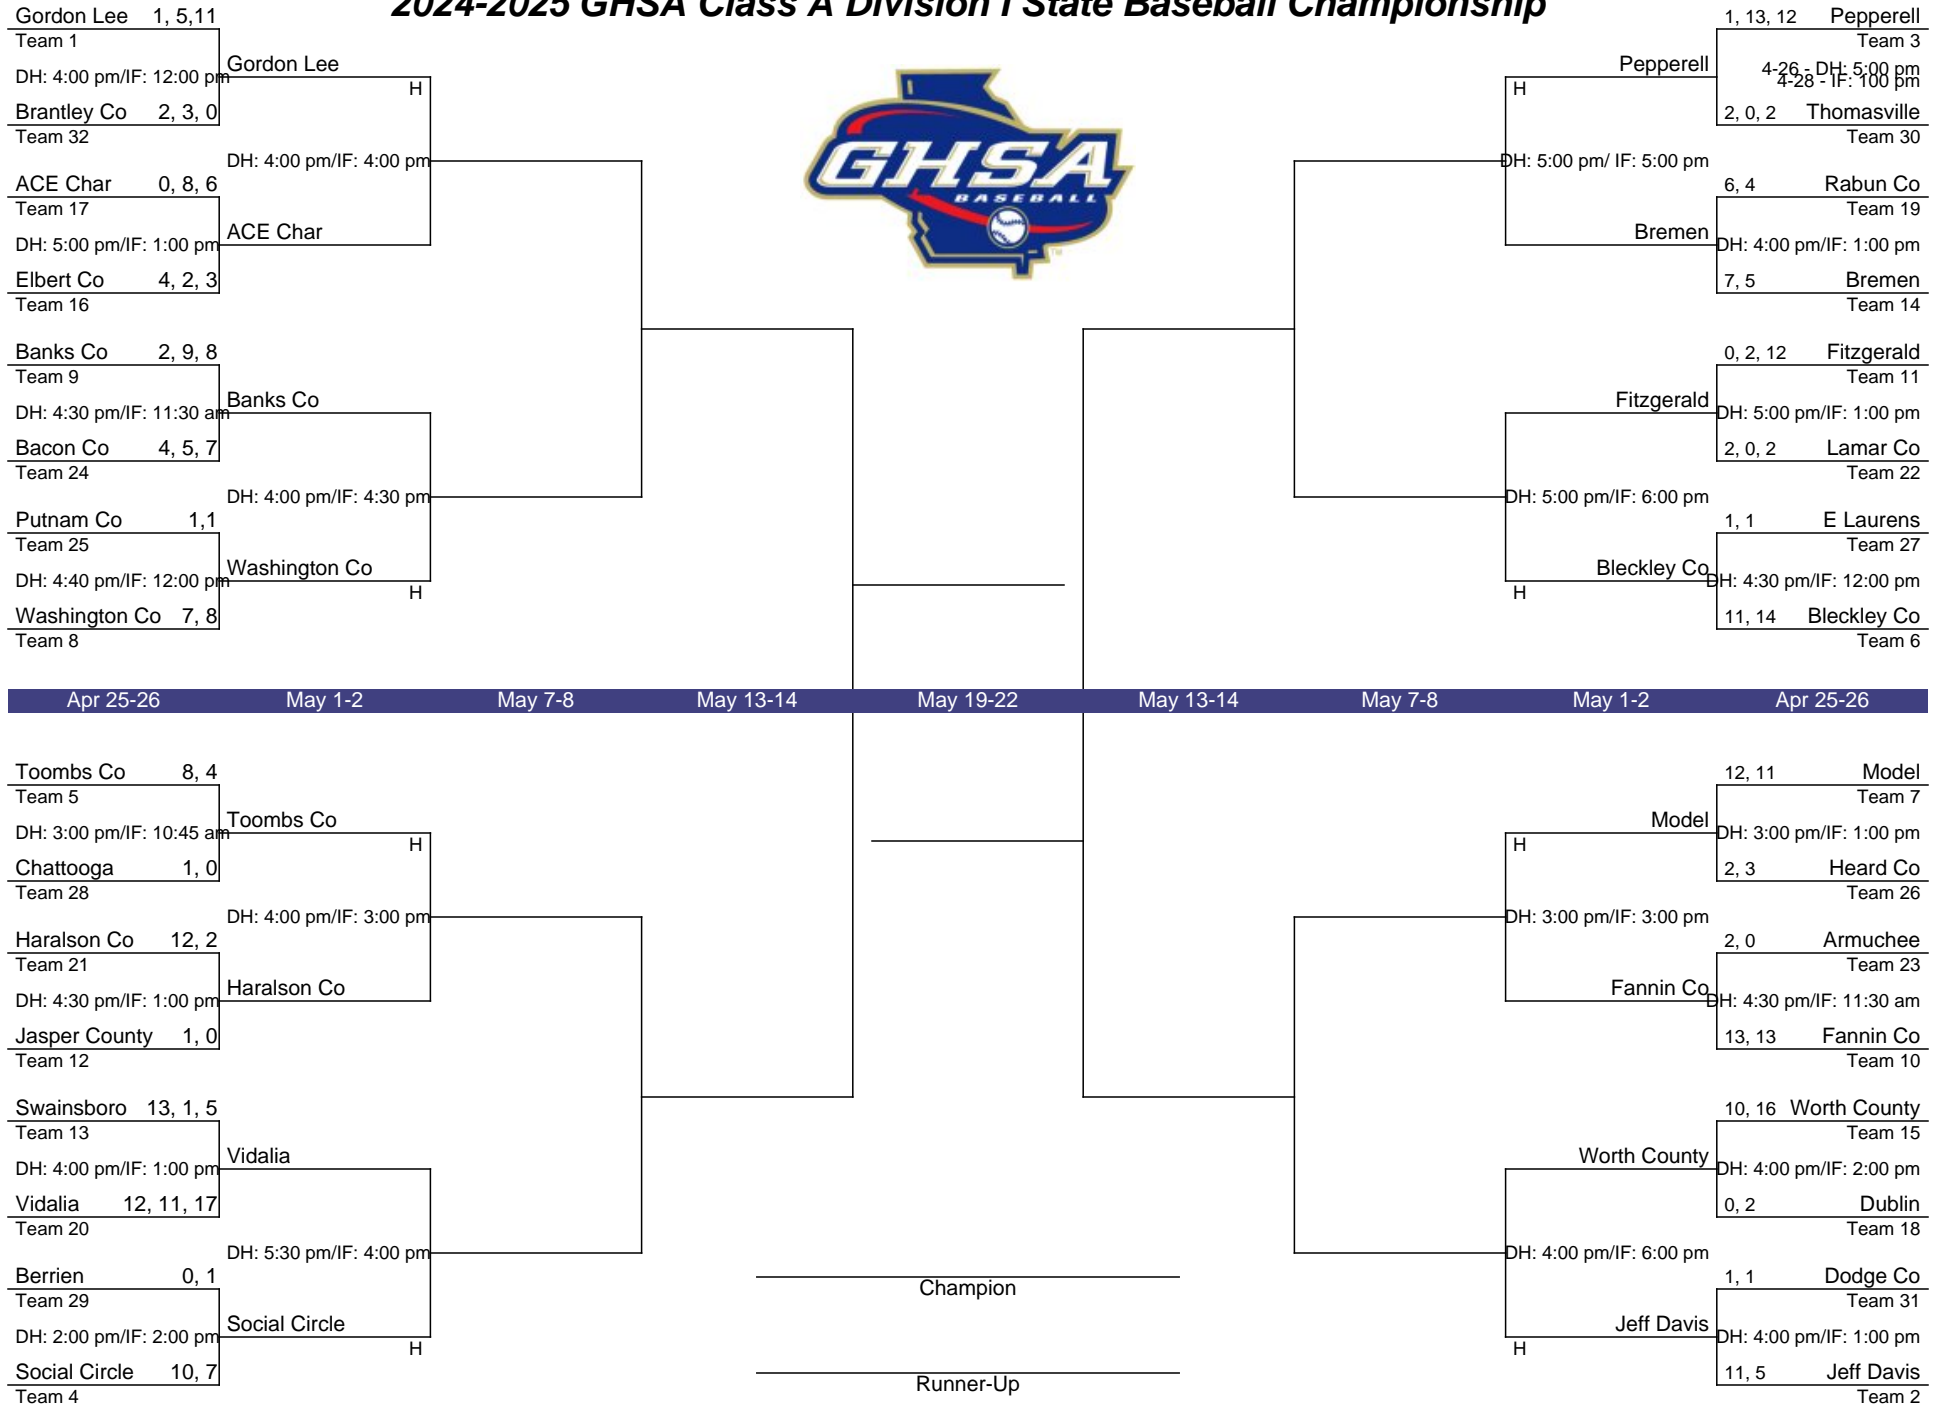 2024-2025 GHSA Class A Division I State Baseball Championship
Gordon Lee 1, 5,11
Team 1
DH: 4:00 pm/IF: 12:00 pm
Brantley Co 2, 3, 0
Team 32
Gordon Lee
H
DH: 4:00 pm/IF: 4:00 pm
ACE Char 0, 8, 6
Team 17
DH: 5:00 pm/IF: 1:00 pm
Elbert Co 4, 2, 3
Team 16
ACE Char
Banks Co 2, 9, 8
Team 9
DH: 4:30 pm/IF: 11:30 am
Bacon Co 4, 5, 7
Team 24
Banks Co
DH: 4:00 pm/IF: 4:30 pm
Putnam Co 1,1
Team 25
DH: 4:40 pm/IF: 12:00 pm
Washington Co 7, 8
Team 8
Washington Co
H
GHSA
BASEBALL
TM
1, 13, 12 Pepperell
Team 3
4-26 - DH: 5:00 pm
4-28 - IF: 100 pm
2, 0, 2 Thomasville
Team 30
Pepperell
H
DH: 5:00 pm/ IF: 5:00 pm
6, 4 Rabun Co
Team 19
DH: 4:00 pm/IF: 1:00 pm
7, 5 Bremen
Team 14
Bremen
0, 2, 12 Fitzgerald
Team 11
DH: 5:00 pm/IF: 1:00 pm
2, 0, 2 Lamar Co
Team 22
Fitzgerald
DH: 5:00 pm/IF: 6:00 pm
1, 1 E Laurens
Team 27
DH: 4:30 pm/IF: 12:00 pm
11, 14 Bleckley Co
Team 6
Bleckley Co
H
Apr 25-26 May 1-2 May 7-8 May 13-14 May 19-22 May 13-14 May 7-8 May 1-2 Apr 25-26
Toombs Co 8, 4
Team 5
DH: 3:00 pm/IF: 10:45 am
Chattooga 1, 0
Team 28
Toombs Co
H
DH: 4:00 pm/IF: 3:00 pm
Haralson Co 12, 2
Team 21
DH: 4:30 pm/IF: 1:00 pm
Jasper County 1, 0
Team 12
Haralson Co
Swainsboro 13, 1, 5
Team 13
DH: 4:00 pm/IF: 1:00 pm
Vidalia 12, 11, 17
Team 20
Vidalia
DH: 5:30 pm/IF: 4:00 pm
Berrien 0, 1
Team 29
DH: 2:00 pm/IF: 2:00 pm
Social Circle 10, 7
Team 4
Social Circle
H
Champion
Runner-Up
12, 11 Model
Team 7
DH: 3:00 pm/IF: 1:00 pm
2, 3 Heard Co
Team 26
Model
H
DH: 3:00 pm/IF: 3:00 pm
2, 0 Armuchee
Team 23
DH: 4:30 pm/IF: 11:30 am
13, 13 Fannin Co
Team 10
Fannin Co
10, 16 Worth County
Team 15
DH: 4:00 pm/IF: 2:00 pm
0, 2 Dublin
Team 18
Worth County
DH: 4:00 pm/IF: 6:00 pm
1, 1 Dodge Co
Team 31
DH: 4:00 pm/IF: 1:00 pm
11, 5 Jeff Davis
Team 2
Jeff Davis
H